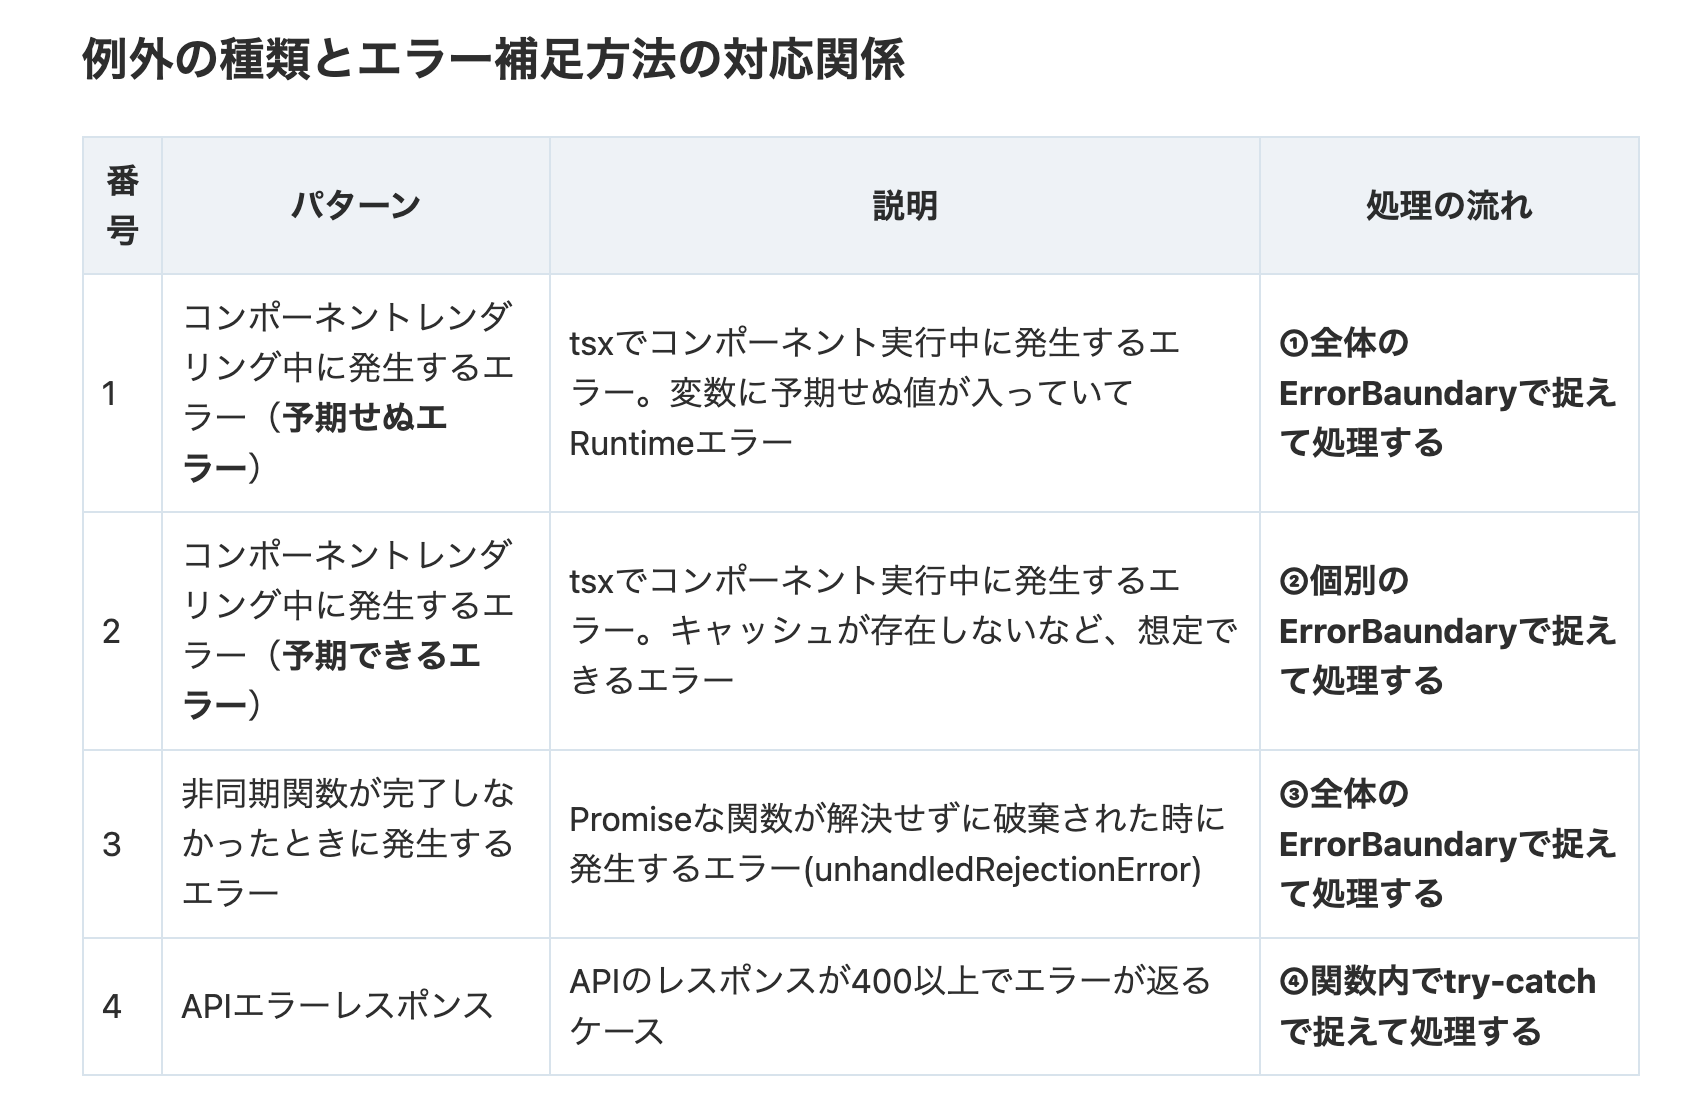 例外の種類とエラー補足方法の対応関係
番
号
パターン
説明
処理の流れ
1
コンポーネントレンダ
リング中に発生するエ
ラー（予期せぬエ
ラー）
tsxでコンポーネント実行中に発生するエ
ラー。変数に予期せぬ値が入っていて
Runtimeエラー
①全体の
ErrorBaundaryで捉え
て処理する
2
コンポーネントレンダ
リング中に発生するエ
ラー（予期できるエ
ラー）
tsxでコンポーネント実行中に発生するエ
ラー。キャッシュが存在しないなど、想定で
きるエラー
②個別の
ErrorBaundaryで捉え
て処理する
3
非同期関数が完了しな
かったときに発生する
エラー
Promiseな関数が解決せずに破棄された時に
発生するエラー(unhandledRejectionError)
③全体の
ErrorBaundaryで捉え
て処理する
4
APIエラーレスポンス
APIのレスポンスが400以上でエラーが返る
ケース
④関数内でtry-catch
で捉えて処理する